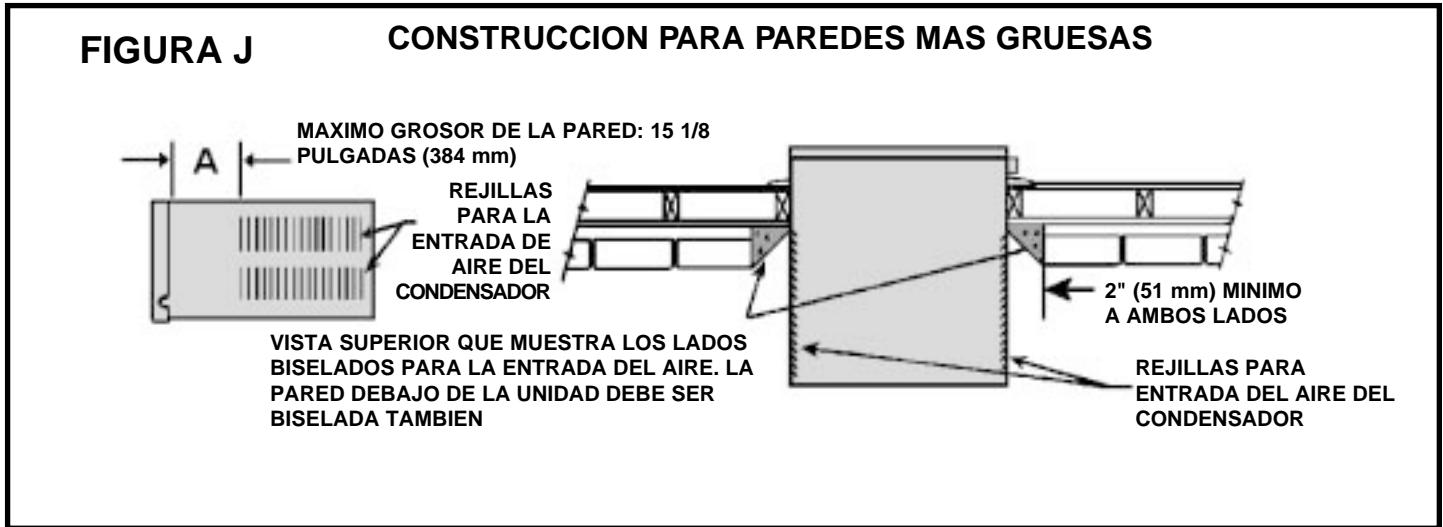 FIGURA J
CONSTRUCCION PARA PAREDES MAS GRUESAS
MAXIMO GROSOR DE LA PARED: 15 1/8
PULGADAS (384 mm)
A
REJILLAS
PARA LA
ENTRADA DE
AIRE DEL
CONDENSADOR
2" (51 mm) MINIMO
A AMBOS LADOS
VISTA SUPERIOR QUE MUESTRA LOS LADOS
BISELADOS PARA LA ENTRADA DEL AIRE. LA
PARED DEBAJO DE LA UNIDAD DEBE SER
BISELADA TAMBIEN
REJILLAS PARA
ENTRADA DEL AIRE DEL
CONDENSADOR